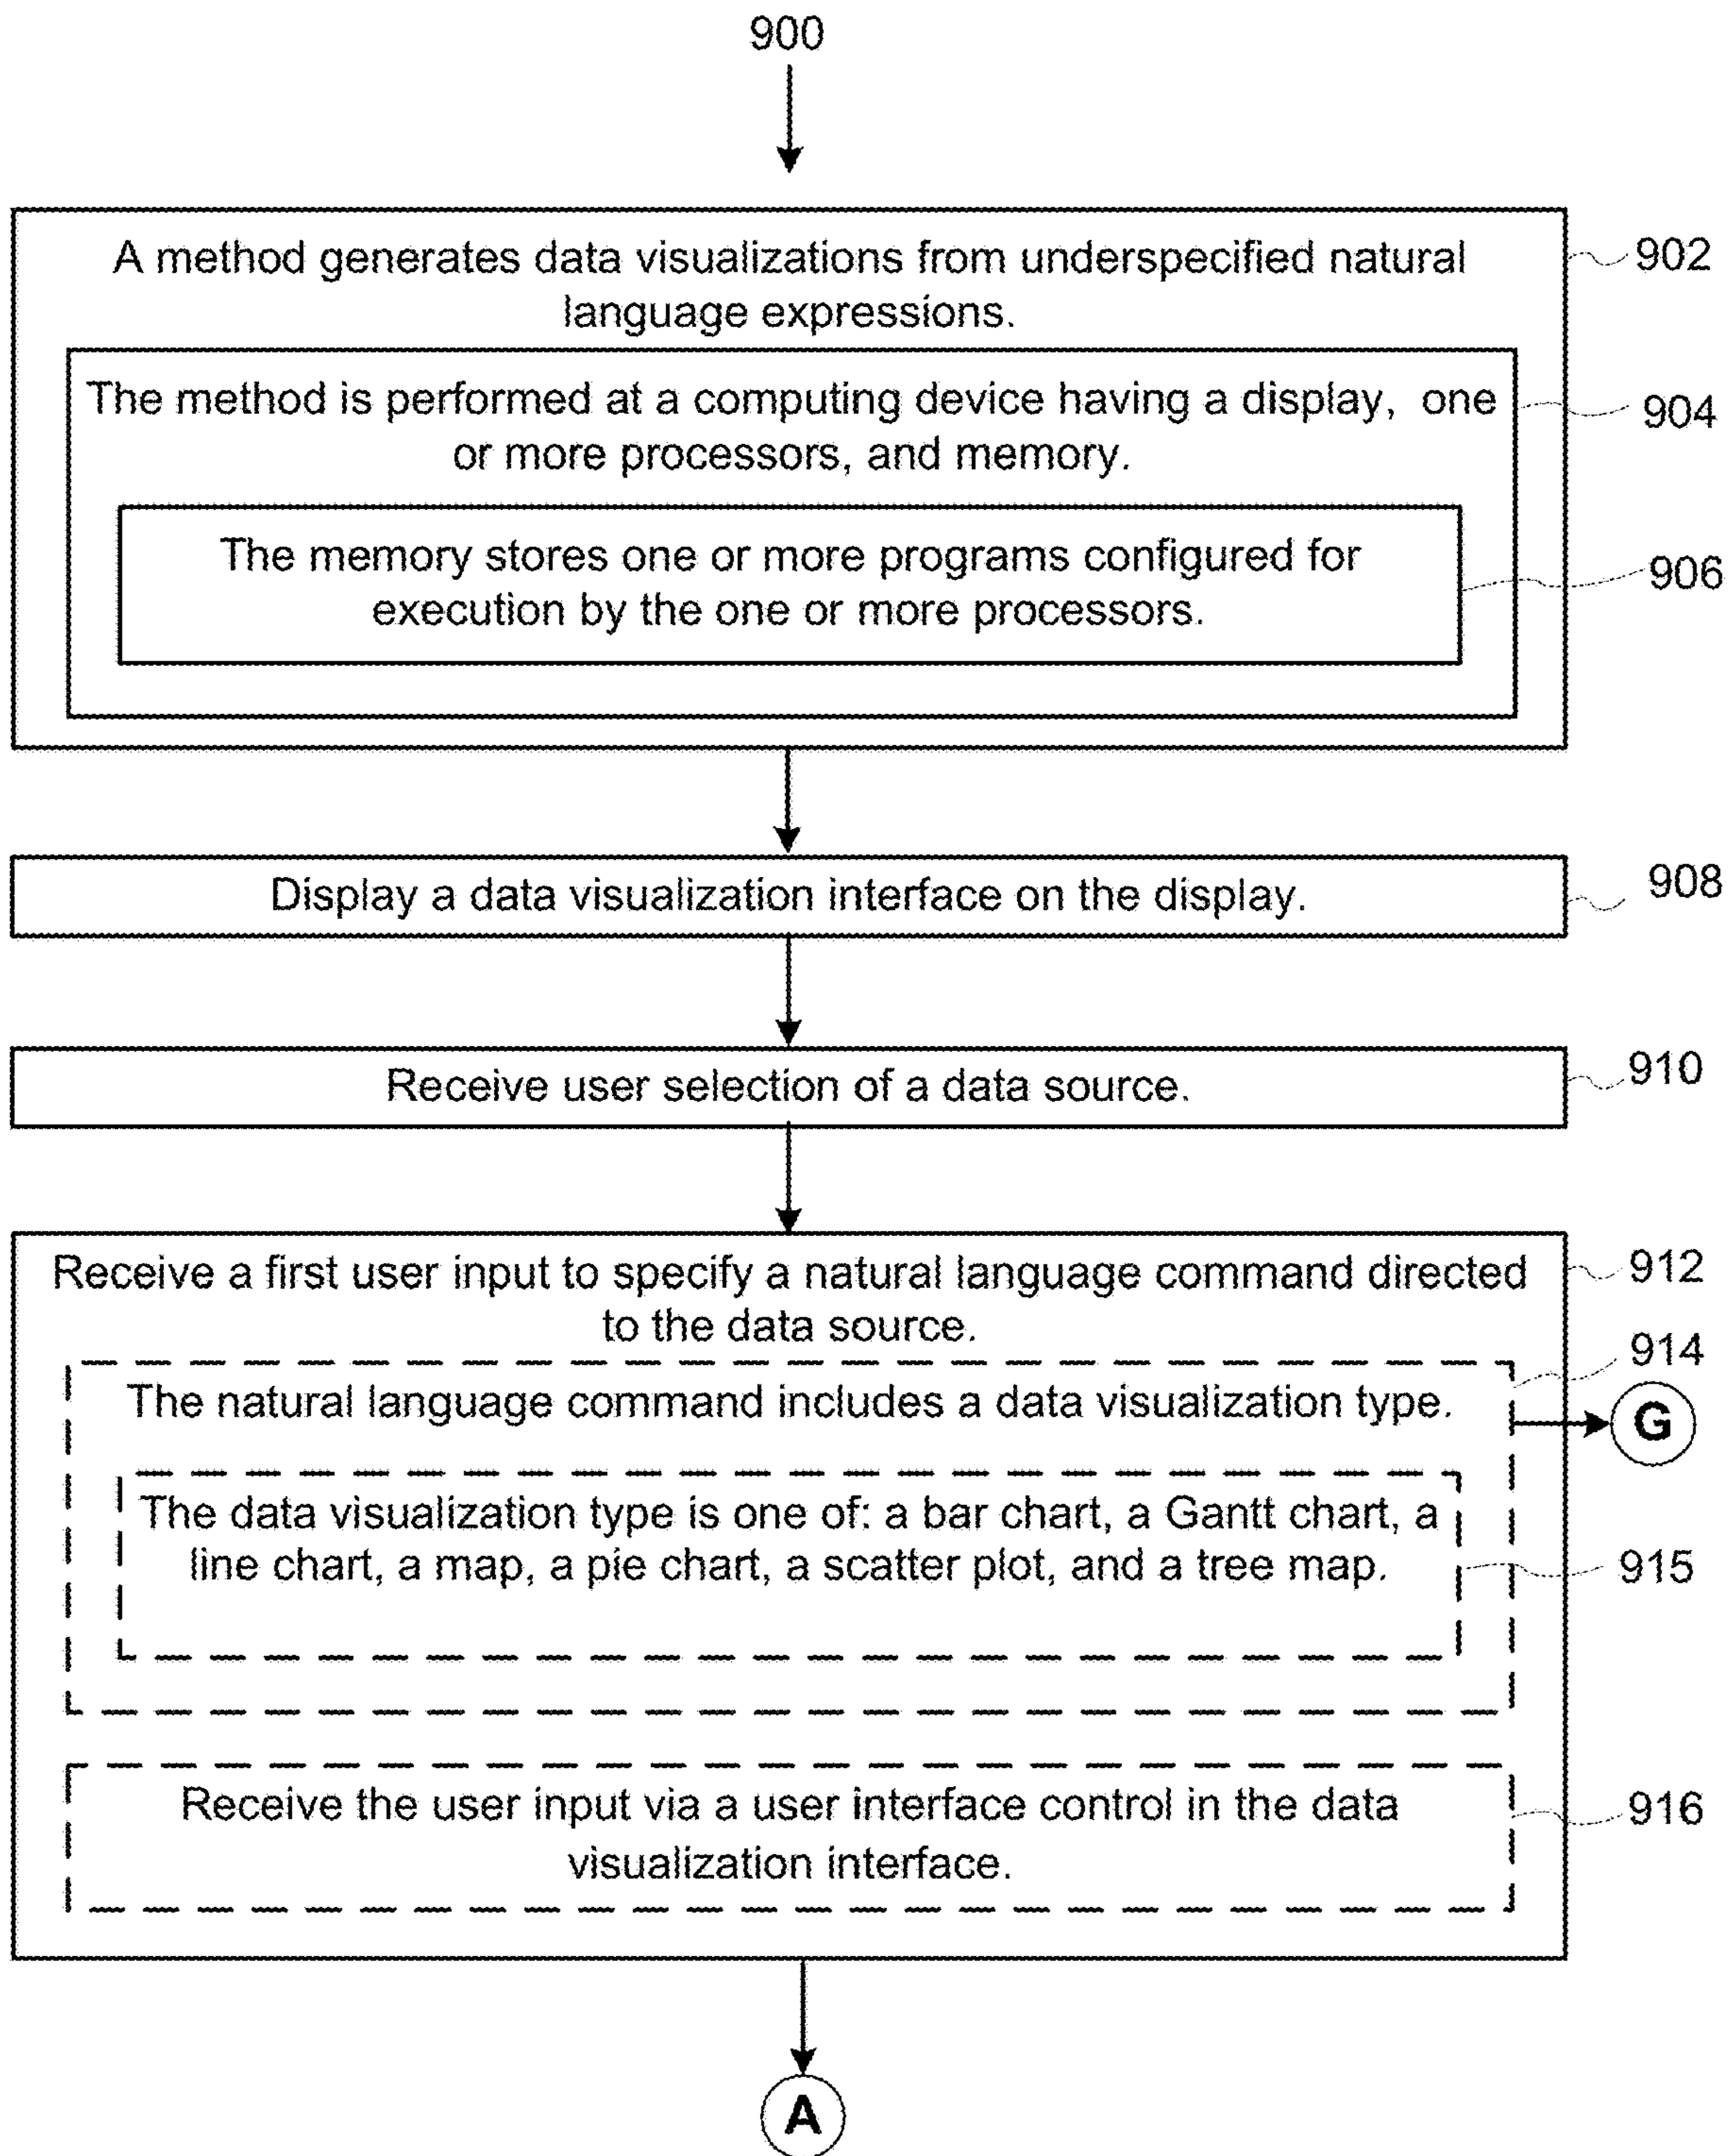 900
A method generates data visualizations from underspecified natural
language expressions.
902
The method is performed at a computing device having a display, one
or more processors, and memory.
904
The memory stores one or more programs configured for
execution by the one or more processors.
906
Display a data visualization interface on the display.
908
Receive user selection of a data source.
910
Receive a first user input to specify a natural language command directed
to the data source.
912
914
The natural language command includes a data visualization type.
G
The data visualization type is one of: a bar chart, a Gantt chart, a
line chart, a map, a pie chart, a scatter plot, and a tree map.
915
Receive the user input via a user interface control in the data
visualization interface.
916
A